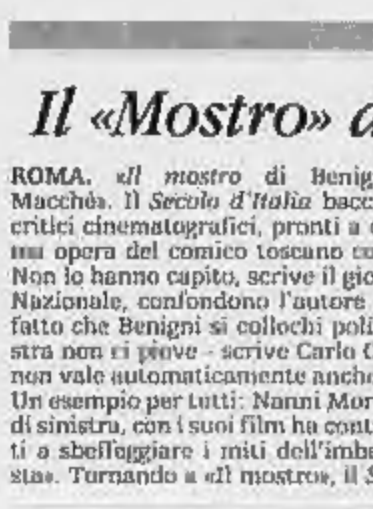 Il «Mostro» d
ROMA. «Il mostro di Benig
Macché». Il Secolo d'Italia bacc
critici cinematografici, pronti a
ma opera del comico toscano co
Non lo hanno capito, scrive il gio
Nazionale, confondono l'autore
fatto che Benigni si collochi poli
stra non ci piove - scrive Carlo
non vale automaticamente anche
Un esempio per tutti: Nanni Mor
di sinistra, con i suoi film ha cont
ti a sbeffeggiare i miti dell'imbe
sta». Tornando a «Il mostro», il S